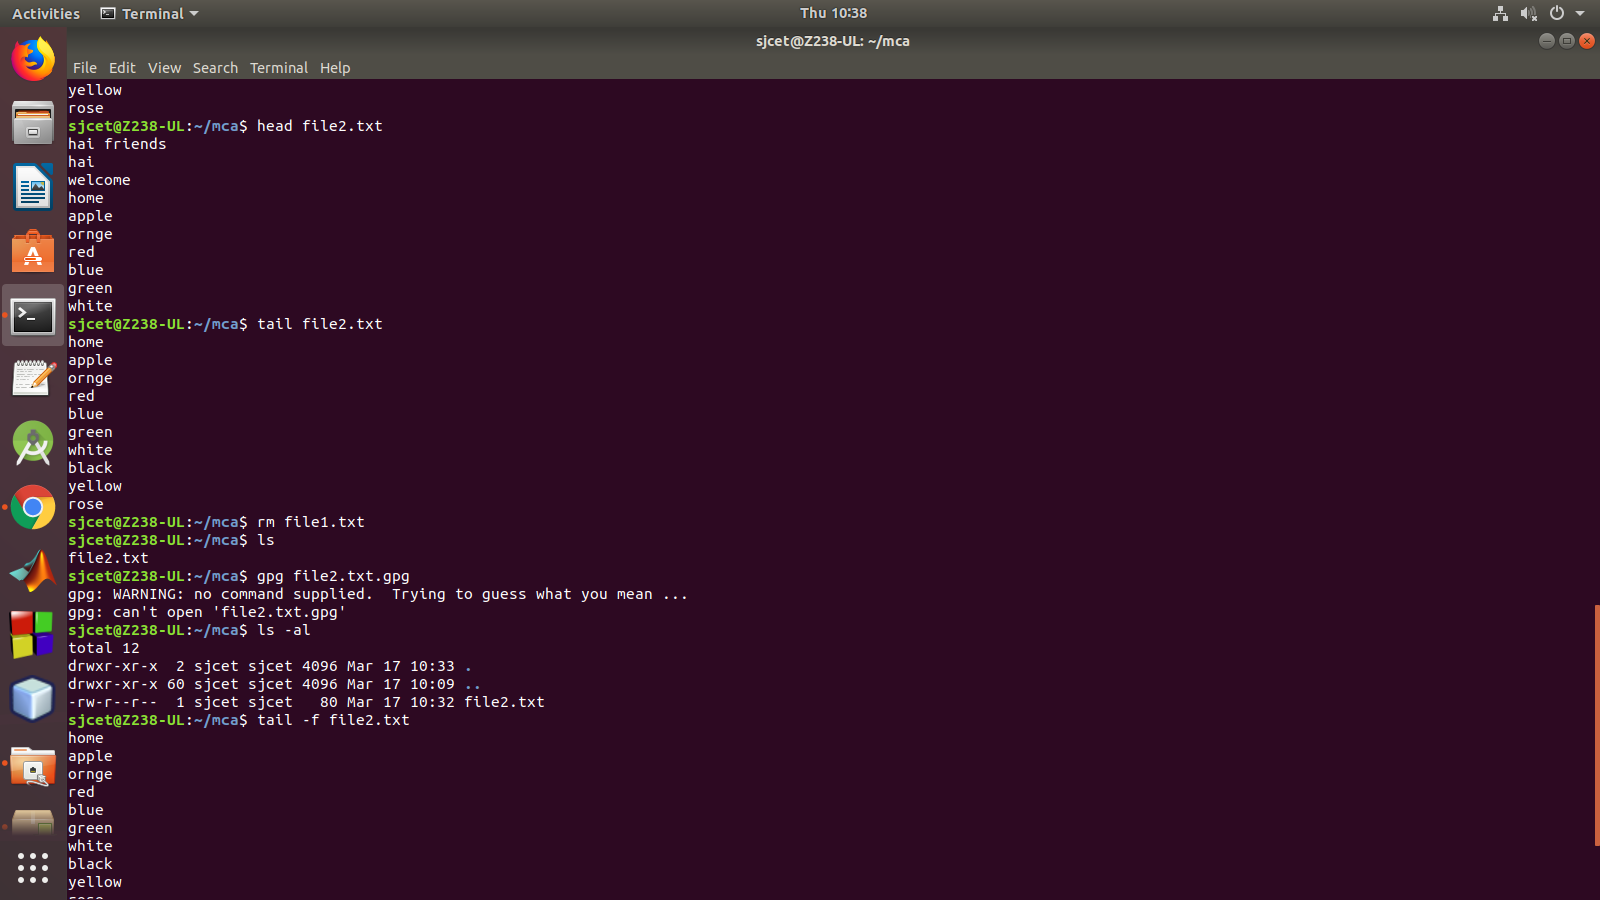 Activities Terminal Thu 10:38
sjcet@Z238-UL: ~/mca
File Edit View Search Terminal Help
yellow
rose
sjcet@Z238-UL:~/mca$ head file2.txt
hai friends
hai
welcome
home
apple
ornge
red
blue
green
white
sjcet@Z238-UL:~/mca$ tail file2.txt
home
apple
ornge
red
blue
green
white
black
yellow
rose
sjcet@Z238-UL:~/mca$ rm file1.txt
sjcet@Z238-UL:~/mca$ ls
file2.txt
sjcet@Z238-UL:~/mca$ gpg file2.txt.gpg
gpg: WARNING: no command supplied.  Trying to guess what you mean ...
gpg: can't open 'file2.txt.gpg'
sjcet@Z238-UL:~/mca$ ls -al
total 12
drwxr-xr-x  2 sjcet sjcet 4096 Mar 17 10:33 .
drwxr-xr-x 60 sjcet sjcet 4096 Mar 17 10:09 ..
-rw-r--r--  1 sjcet sjcet   80 Mar 17 10:32 file2.txt
sjcet@Z238-UL:~/mca$ tail -f file2.txt
home
apple
ornge
red
blue
green
white
black
yellow